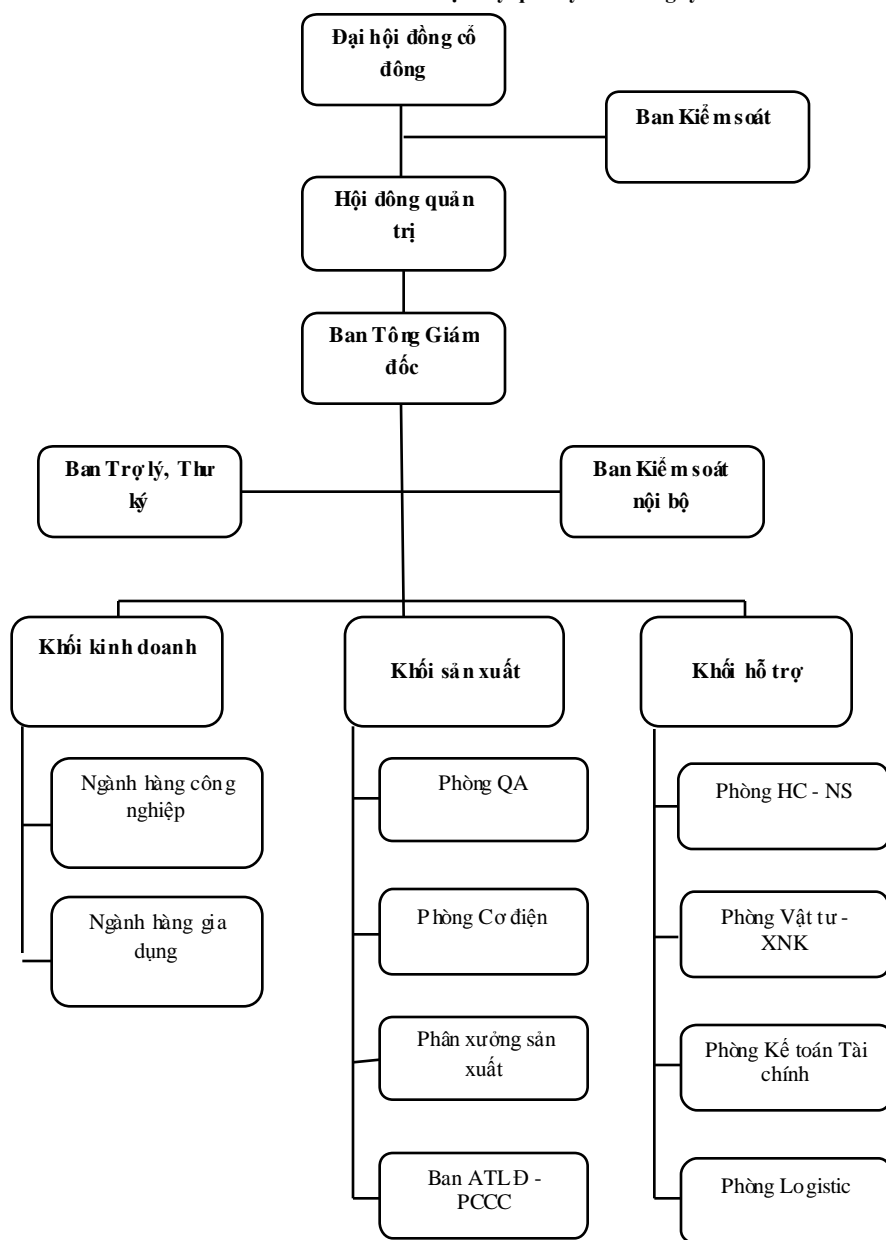 Đại hội đồng cổ
đông
Ban Kiểm soát
Hội đông quản
trị
Ban Tông Giám
đốc
Ban Trợ lý, Thư
ký
Ban Kiểm soát
nội bộ
Khối kinh doanh
Khối sản xuất
Khối hỗ trợ
Ngành hàng công
nghiệp
Phòng QA
Phòng HC - NS
Ngành hàng gia
dụng
Phòng Cơ điện
Phòng Vật tư -
XNK
Phân xưởng sản
xuất
Phòng Kế toán Tài
chính
Ban ATLĐ -
PCCC
Phòng Logistic